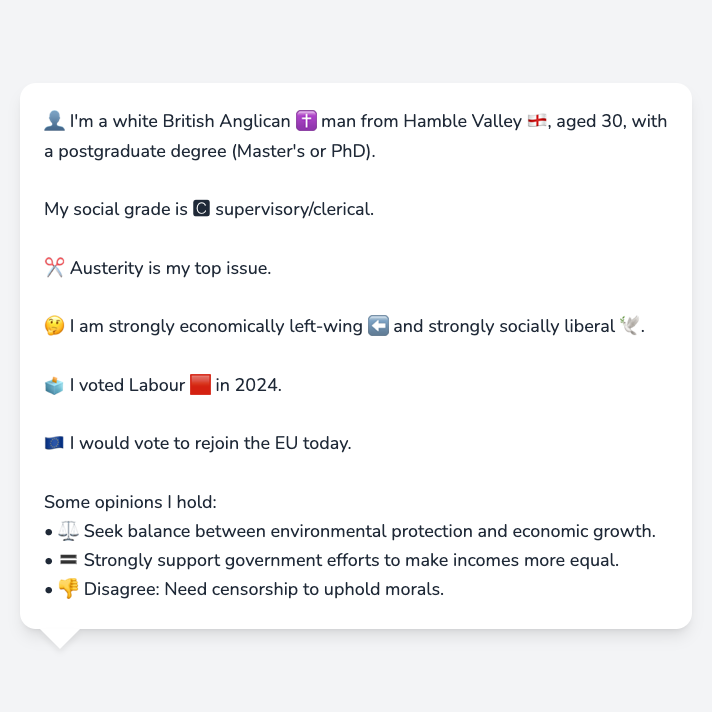 👤 I'm a white British Anglican ✝️ man from Hamble Valley 🏴󠁧󠁢󠁥󠁮󠁧󠁿, aged 30, with
a postgraduate degree (Master's or PhD).
My social grade is 🅲 supervisory/clerical.
✂️ Austerity is my top issue.
🤔 I am strongly economically left-wing ⬅️ and strongly socially liberal 🕊️.
🗳️ I voted Labour 🟥 in 2024.
🇪🇺 I would vote to rejoin the EU today.
Some opinions I hold:
• ⚖️ Seek balance between environmental protection and economic growth.
• 🟰 Strongly support government efforts to make incomes more equal.
• 👎 Disagree: Need censorship to uphold morals.